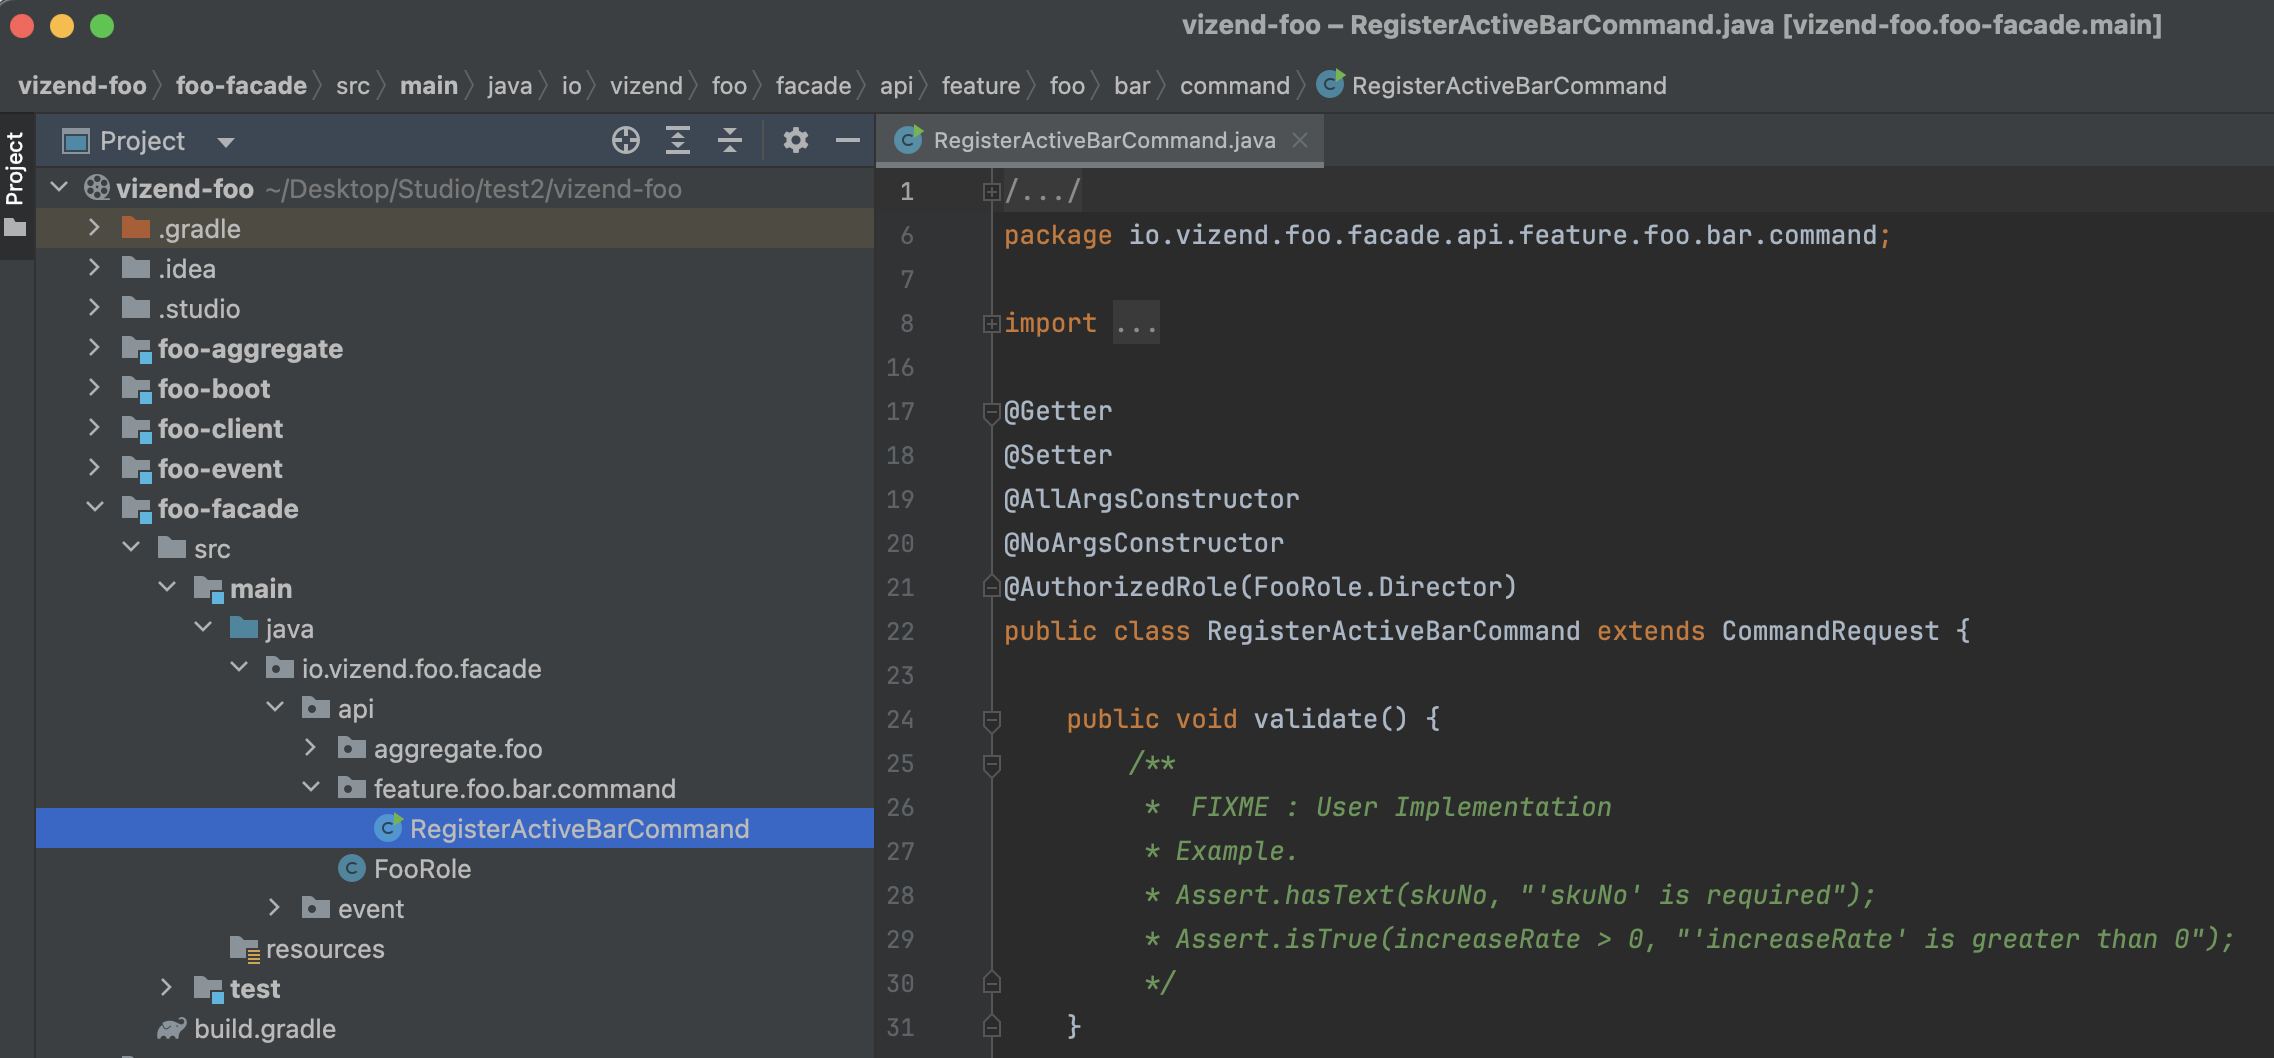 vizend-foo – RegisterActiveBarCommand.java [vizend-foo.foo-facade.main]
vizend-foo foo-facade src main java io vizend foo facade api feature foo bar command RegisterActiveBarCommand
Project
Project
vizend-foo ~/Desktop/Studio/test2/vizend-foo
.gradle
.idea
.studio
foo-aggregate
foo-boot
foo-client
foo-event
foo-facade
src
main
java
io.vizend.foo.facade
api
aggregate.foo
feature.foo.bar.command
RegisterActiveBarCommand
FooRole
event
resources
test
build.gradle
RegisterActiveBarCommand.java
1 /.../
6 package io.vizend.foo.facade.api.feature.foo.bar.command;
7
8 import ...
16
17 @Getter
18 @Setter
19 @AllArgsConstructor
20 @NoArgsConstructor
21 @AuthorizedRole(FooRole.Director)
22 public class RegisterActiveBarCommand extends CommandRequest {
23
24 public void validate() {
25 /**
26 * FIXME : User Implementation
27 * Example.
28 * Assert.hasText(skuNo, "'skuNo' is required");
29 * Assert.isTrue(increaseRate > 0, "'increaseRate' is greater than 0");
30 */
31 }